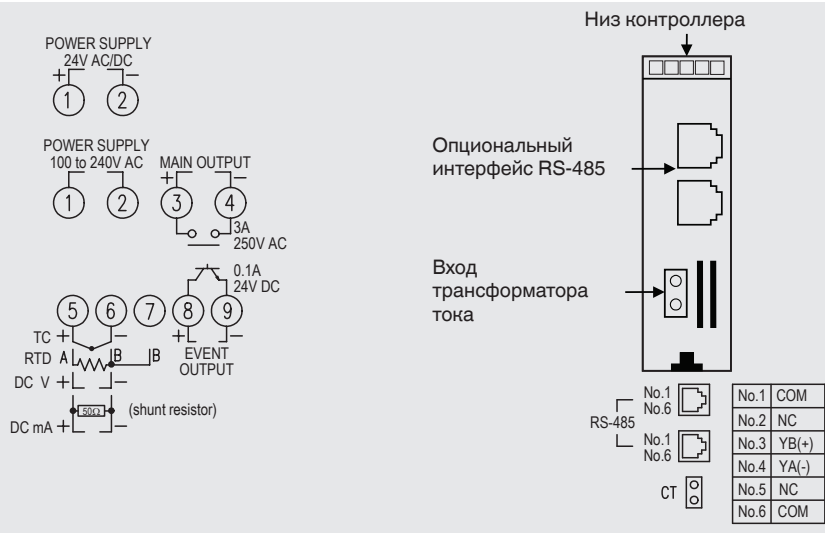 POWER SUPPLY
24V AC/DC
+ −
1 2
POWER SUPPLY
100 to 240V AC
1 2
MAIN OUTPUT
+ −
3 4
3A
250V AC
0.1A
24V DC
5 6 7 8 9
TC + −
+ −
EVENT
OUTPUT
RTD A B B
DC V + −
50Ω (shunt resistor)
DC mA + −
Низ контроллера
Опциональный
интерфейс RS-485
Вход
трансформатора
тока
RS-485
No.1
No.6
No.1
No.6
CT
No.1 COM
No.2 NC
No.3 YB(+)
No.4 YA(-)
No.5 NC
No.6 COM